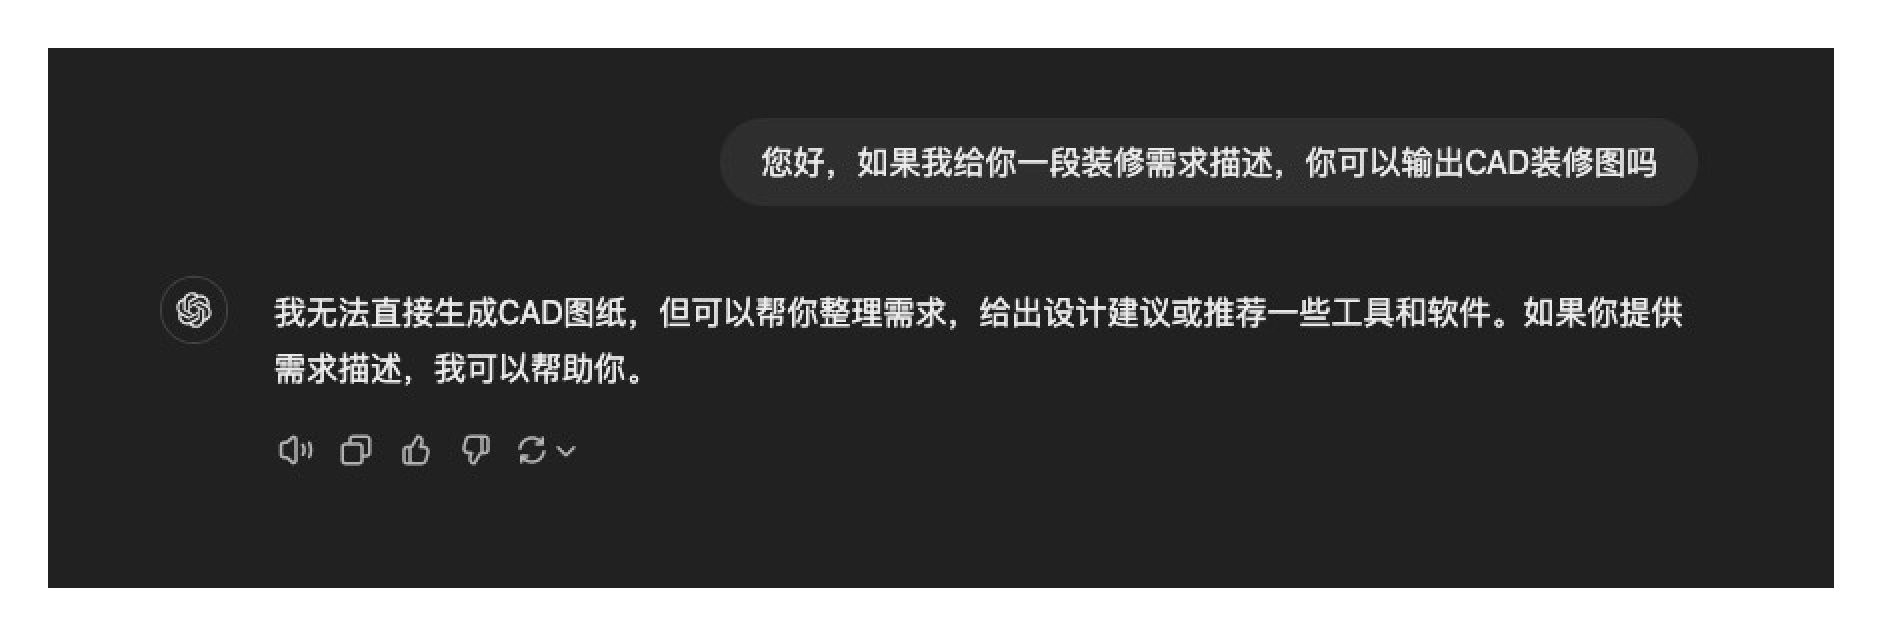 您好，如果我给你一段装修需求描述，你可以输出CAD装修图吗
我无法直接生成CAD图纸，但可以帮你整理需求，给出设计建议或推荐一些工具和软件。如果你提供
需求描述，我可以帮助你。